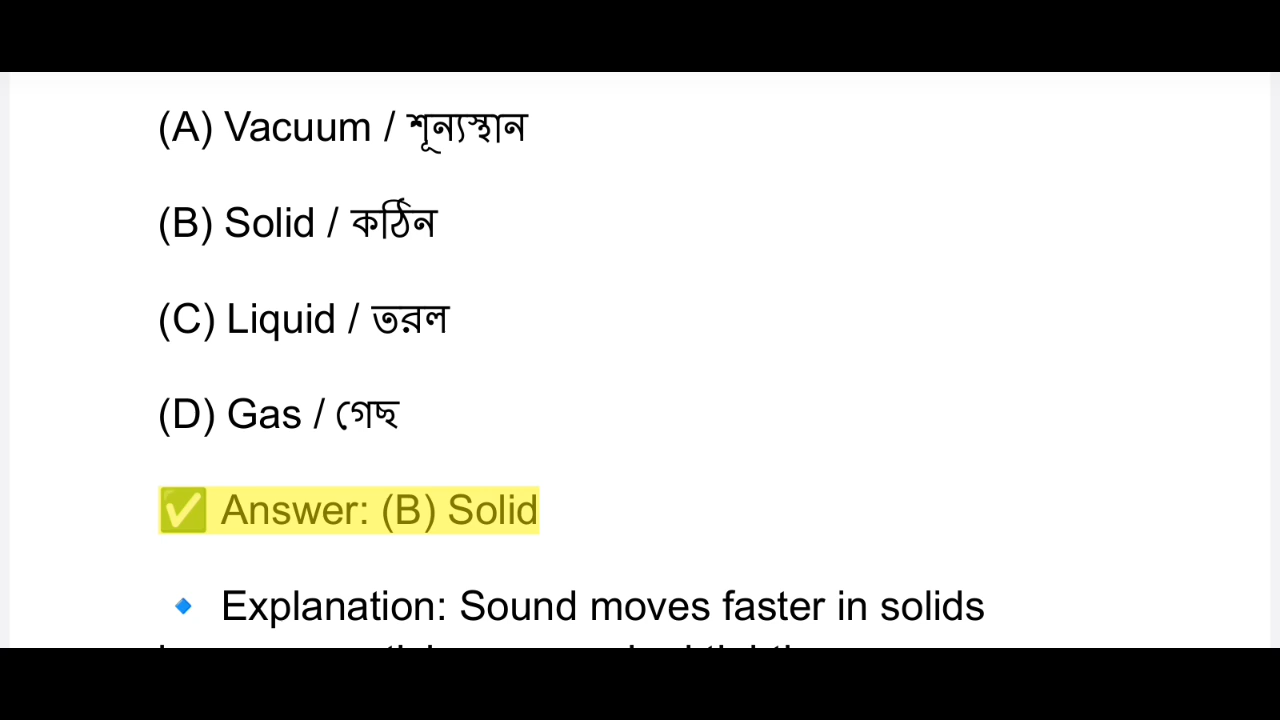 (A) Vacuum / শূন্যস্থান
(B) Solid / কঠিন
(C) Liquid / তরল
(D) Gas / গেছ
✅ Answer: (B) Solid
🔹 Explanation: Sound moves faster in solids